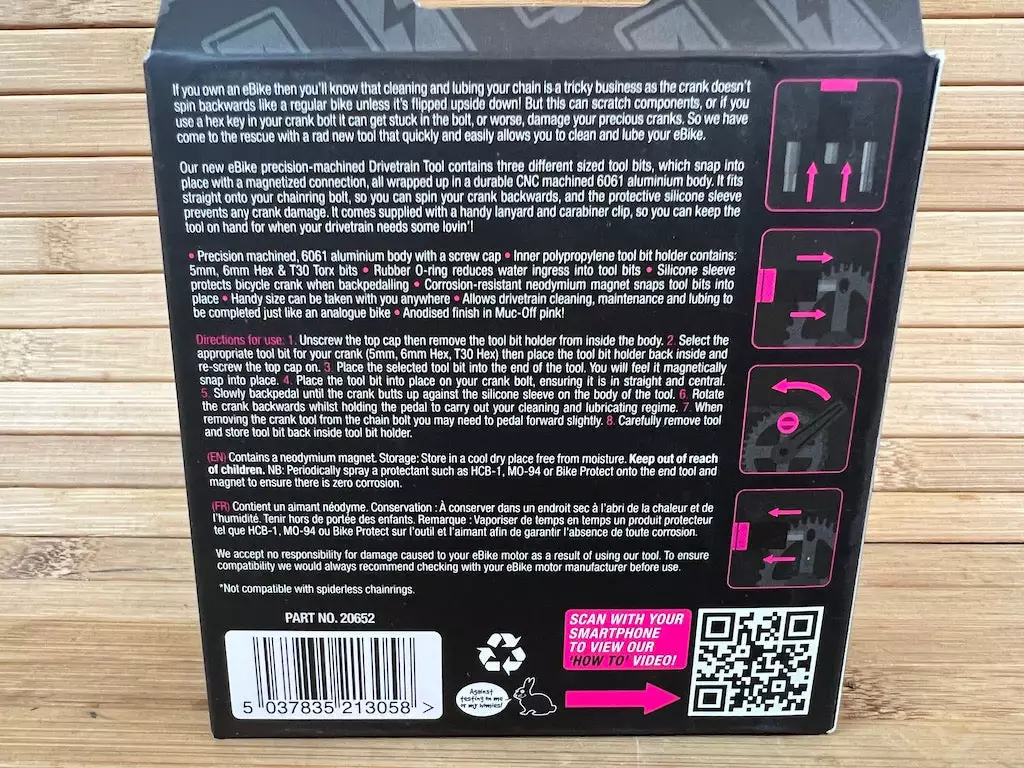 If you own an eBike then you'll know that cleaning and lubing your chain is a tricky business as the crank doesn't
spin backwards like a regular bike unless it's flipped upside down! But this can scratch components, or if you
use a hex key in your crank bolt it can get stuck in the bolt, or worse, damage your precious cranks. So we have
come to the rescue with a rad new tool that quickly and easily allows you to clean and lube your eBike.
Our new eBike precision-machined Drivetrain Tool contains three different sized tool bits, which snap into
place with a magnetized connection, all wrapped up in a durable CNC machined 6061 aluminium body. It fits
straight onto your chainring bolt, so you can spin your crank backwards, and the protective silicone sleeve
prevents any crank damage. It comes supplied with a handy lanyard and carabiner clip, so you can keep the
tool on hand for when your drivetrain needs some lovin'!
• Precision machined, 6061 aluminium body with a screw cap • Inner polypropylene tool bit holder contains:
5mm, 6mm Hex & T30 Torx bits • Rubber O-ring reduces water ingress into tool bits • Silicone sleeve
protects bicycle crank when backpedalling • Corrosion-resistant neodymium magnet snaps tool bits into
place • Handy size can be taken with you anywhere • Allows drivetrain cleaning, maintenance and lubing to
be completed just like an analogue bike • Anodised finish in Muc-Off pink!
Directions for use: 1. Unscrew the top cap then remove the tool bit holder from inside the body. 2. Select the
appropriate tool bit for your crank (5mm, 6mm Hex, T30 Hex) then place the tool bit holder back inside and
re-screw the top cap on. 3. Place the selected tool bit into the end of the tool. You will feel it magnetically
snap into place. 4. Place the tool bit into place on your crank bolt, ensuring it is in straight and central.
5. Slowly backpedal until the crank butts up against the silicone sleeve on the body of the tool. 6. Rotate
the crank backwards whilst holding the pedal to carry out your cleaning and lubricating regime. 7. When
removing the crank tool from the chain bolt you may need to pedal forward slightly. 8. Carefully remove tool
and store tool bit back inside tool bit holder.
(EN) Contains a neodymium magnet. Storage: Store in a cool dry place free from moisture. Keep out of reach
of children. NB: Periodically spray a protectant such as HCB-1, MO-94 or Bike Protect onto the end tool and
magnet to ensure there is zero corrosion.
(FR) Contient un aimant néodyme. Conservation : À conserver dans un endroit sec à l'abri de la chaleur et de
l'humidité. Tenir hors de portée des enfants. Remarque : Vaporiser de temps en temps un produit protecteur
tel que HCB-1, MO-94 ou Bike Protect sur l'outil et l'aimant afin de garantir l'absence de toute corrosion.
We accept no responsibility for damage caused to your eBike motor as a result of using our tool. To ensure
compatibility we would always recommend checking with your eBike motor manufacturer before use.
*Not compatible with spiderless chainrings.
PART NO. 20652
5 037835 213058 >
Against
testing on me
or my homies!
SCAN WITH YOUR
SMARTPHONE
TO VIEW OUR
'HOW TO' VIDEO!